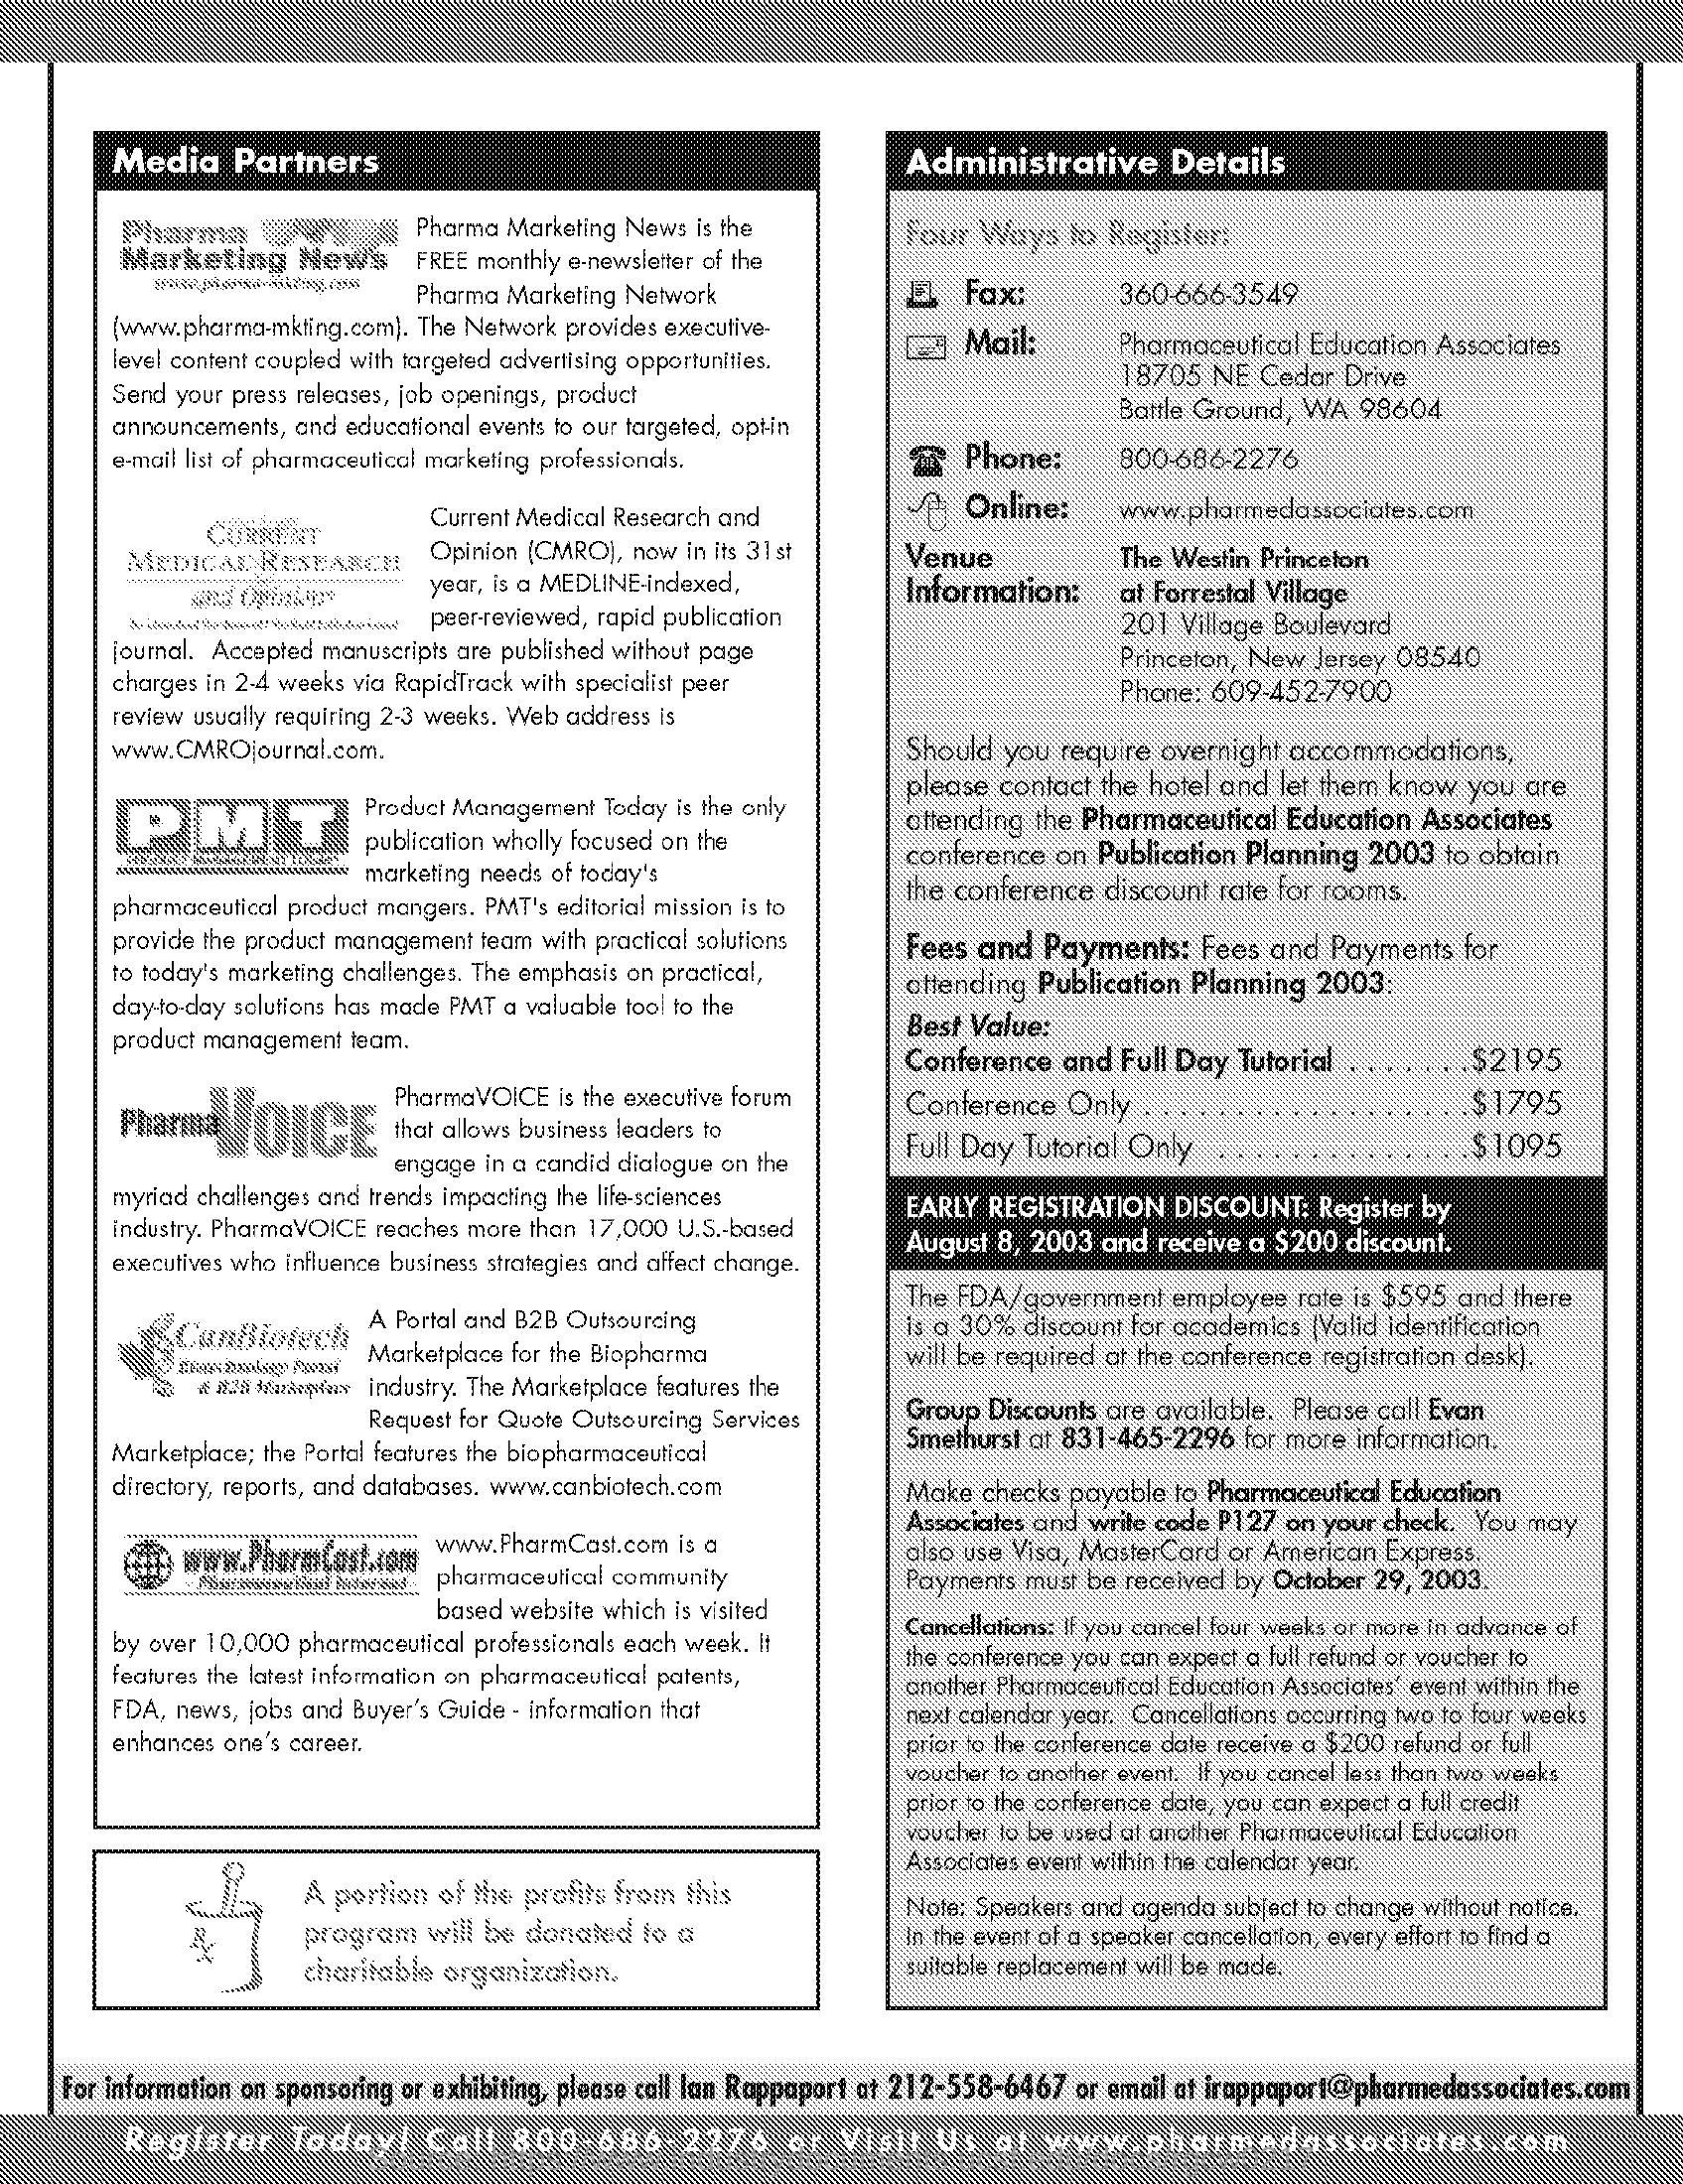 Media Partners
Pharma
Marketing News
www.pharma-mkting.com
Pharma Marketing News is the
FREE monthly e-newsletter of the
Pharma Marketing Network
(www.pharma-mkting.com). The Network provides executive-
level content coupled with targeted advertising opportunities.
Send your press releases, job openings, product
announcements, and educational events to our targeted, opt-in
e-mail list of pharmaceutical marketing professionals.
CURRENT
MEDICAL RESEARCH
and Opinion
Current Medical Research and
Opinion (CMRO), now in its 31st
year, is a MEDLINE-indexed,
peer-reviewed, rapid publication
journal.  Accepted manuscripts are published without page
charges in 2-4 weeks via RapidTrack with specialist peer
review usually requiring 2-3 weeks. Web address is
www.CMROjournal.com.
PMT
PRODUCT MANAGEMENT TODAY
Product Management Today is the only
publication wholly focused on the
marketing needs of today's
pharmaceutical product mangers. PMT's editorial mission is to
provide the product management team with practical solutions
to today's marketing challenges. The emphasis on practical,
day-to-day solutions has made PMT a valuable tool to the
product management team.
PharmaVOICE
PharmaVOICE is the executive forum
that allows business leaders to
engage in a candid dialogue on the
myriad challenges and trends impacting the life-sciences
industry. PharmaVOICE reaches more than 17,000 U.S.-based
executives who influence business strategies and affect change.
CanBiotech
Biotechnology Portal
& B2B Marketplace
A Portal and B2B Outsourcing
Marketplace for the Biopharma
industry. The Marketplace features the
Request for Quote Outsourcing Services
Marketplace; the Portal features the biopharmaceutical
directory, reports, and databases. www.canbiotech.com
www.PharmCast.com
Pharmaceutical Internet
www.PharmCast.com is a
pharmaceutical community
based website which is visited
by over 10,000 pharmaceutical professionals each week. It
features the latest information on pharmaceutical patents,
FDA, news, jobs and Buyer's Guide - information that
enhances one's career.
Rx
A portion of the profits from this
program will be donated to a
charitable organization.
Administrative Details
Four Ways to Register:
Fax: 360-666-3549
Mail: Pharmaceutical Education Associates
18705 NE Cedar Drive
Battle Ground, WA 98604
Phone: 800-686-2276
Online: www.pharmedassociates.com
Venue The Westin Princeton
Information: at Forrestal Village
201 Village Boulevard
Princeton, New Jersey 08540
Phone: 609-452-7900
Should you require overnight accommodations,
please contact the hotel and let them know you are
attending the Pharmaceutical Education Associates
conference on Publication Planning 2003 to obtain
the conference discount rate for rooms.
Fees and Payments: Fees and Payments for
attending Publication Planning 2003:
Best Value:
Conference and Full Day Tutorial . . . . . . . .$2195
Conference Only . . . . . . . . . . . . . . . . . .$1795
Full Day Tutorial Only . . . . . . . . . . . . . .$1095
EARLY REGISTRATION DISCOUNT: Register by
August 8, 2003 and receive a $200 discount.
The FDA/government employee rate is $595 and there
is a 30% discount for academics (Valid identification
will be required at the conference registration desk).
Group Discounts are available.  Please call Evan
Smethurst at 831-465-2296 for more information.
Make checks payable to Pharmaceutical Education
Associates and write code P127 on your check.  You may
also use Visa, MasterCard or American Express.
Payments must be received by October 29, 2003.
Cancellations: If you cancel four weeks or more in advance of
the conference you can expect a full refund or voucher to
another Pharmaceutical Education Associates' event within the
next calendar year.  Cancellations occurring two to four weeks
prior to the conference date receive a $200 refund or full
voucher to another event.  If you cancel less than two weeks
prior to the conference date, you can expect a full credit
voucher to be used at another Pharmaceutical Education
Associates event within the calendar year.
Note: Speakers and agenda subject to change without notice.
In the event of a speaker cancellation, every effort to find a
suitable replacement will be made.
For information on sponsoring or exhibiting, please call Ian Rappaport at 212-558-6467 or email at irappaport@pharmedassociates.com
Register Today! Call 800-686-2276 or Visit Us at www.pharmedassociates.com